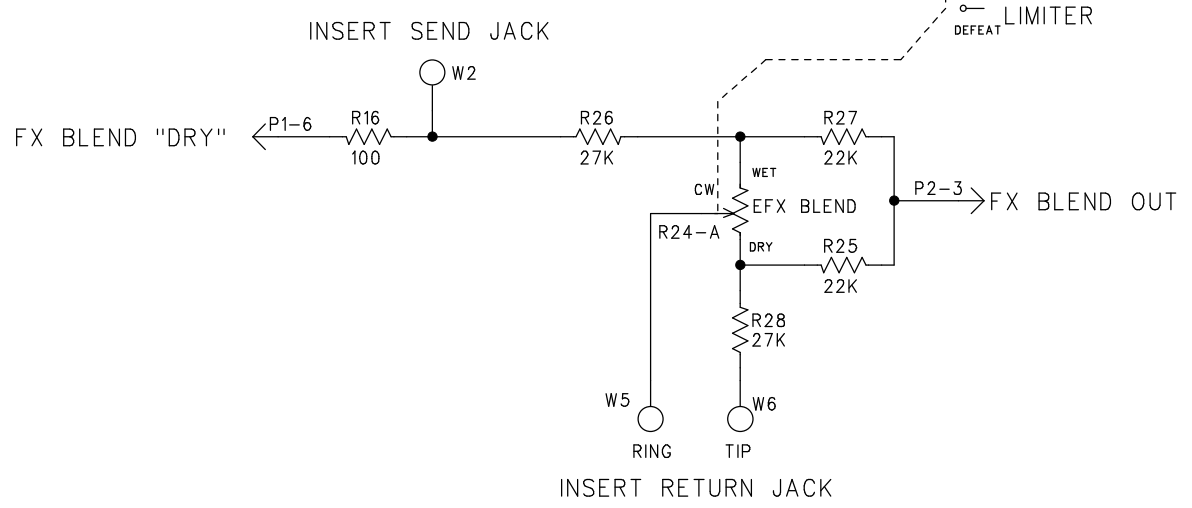 LIMITER
DEFEAT
INSERT SEND JACK
W2
FX BLEND "DRY"
P1-6
R16
100
R26
27K
R27
22K
WET
CW
EFX BLEND
P2-3
FX BLEND OUT
R24-A
DRY
R25
22K
R28
27K
W5
W6
RING
TIP
INSERT RETURN JACK